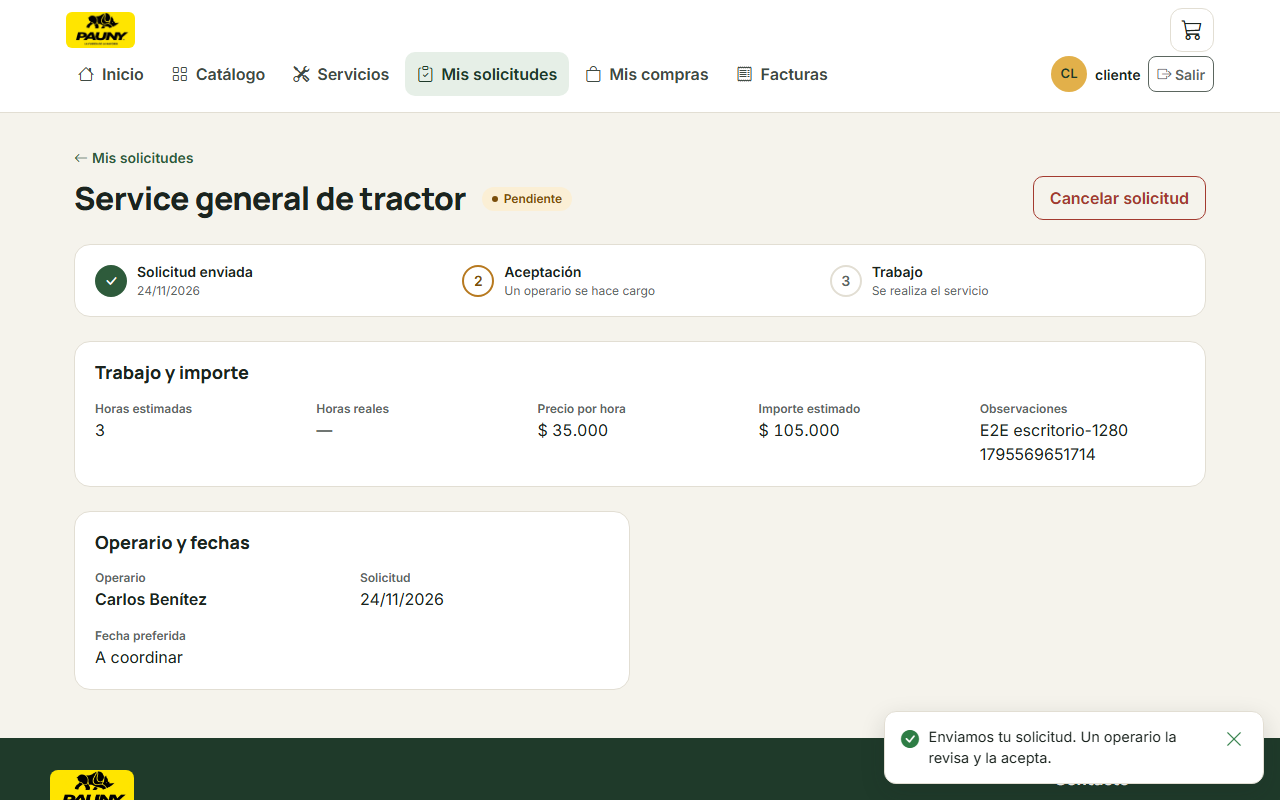 PAUNY
Inicio
Catálogo
Servicios
Mis solicitudes
Mis compras
Facturas
CL
cliente
Salir
← Mis solicitudes
Service general de tractor
Pendiente
Cancelar solicitud
Solicitud enviada
24/11/2026
2
Aceptación
Un operario se hace cargo
3
Trabajo
Se realiza el servicio
Trabajo y importe
Horas estimadas
3
Horas reales
—
Precio por hora
$ 35.000
Importe estimado
$ 105.000
Observaciones
E2E escritorio-1280
1795569651714
Operario y fechas
Operario
Carlos Benítez
Solicitud
24/11/2026
Fecha preferida
A coordinar
Enviamos tu solicitud. Un operario la
revisa y la acepta.
PAUNY
Contacto